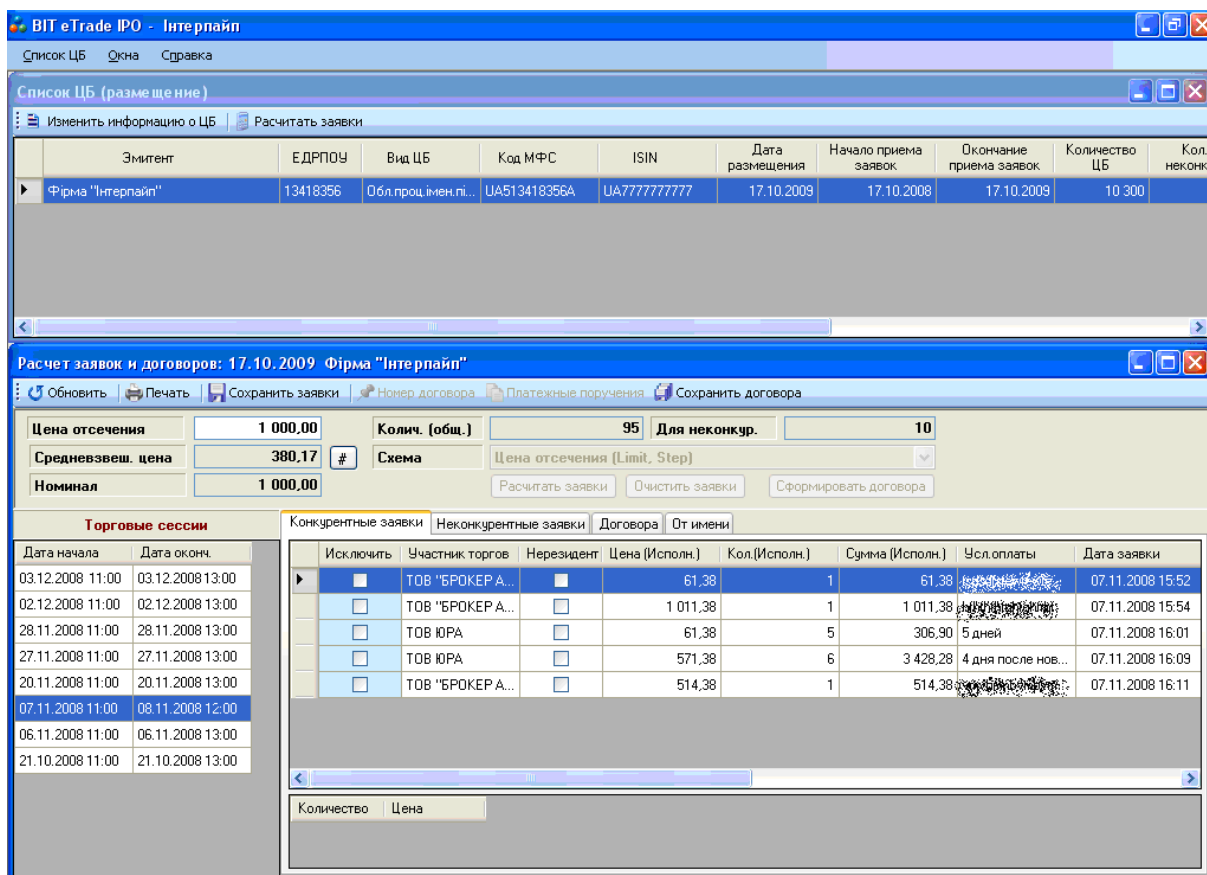 BIT eTrade IPO - Інтерпайп
Список ЦБ Окна Справка
Список ЦБ (размещение)
Изменить информацию о ЦБ Расчитать заявки
Эмитент ЕДРПОУ Вид ЦБ Код МФС ISIN Дата размещения Начало приема заявок Окончание приема заявок Количество ЦБ Кол. неконк
Фірма "Інтерпайп" 13418356 Обл.проц.імен.пі... UA513418356A UA7777777777 17.10.2009 17.10.2008 17.10.2009 10 300
Расчет заявок и договоров: 17.10.2009 Фірма "Інтерпайп"
Обновить Печать Сохранить заявки Номер договора Платежные поручения Сохранить договора
Цена отсечения 1 000,00 Колич. (общ.) 95 Для неконкур. 10
Средневзвеш. цена 380,17 # Схема Цена отсечения (Limit, Step)
Номинал 1 000,00 Расчитать заявки Очистить заявки Сформировать договора
Торговые сессии
Конкурентные заявки Неконкурентные заявки Договора От имени
Дата начала Дата оконч.
03.12.2008 11:00 03.12.2008 13:00
02.12.2008 11:00 02.12.2008 13:00
28.11.2008 11:00 28.11.2008 13:00
27.11.2008 11:00 27.11.2008 13:00
20.11.2008 11:00 20.11.2008 13:00
07.11.2008 11:00 08.11.2008 12:00
06.11.2008 11:00 06.11.2008 13:00
21.10.2008 11:00 21.10.2008 13:00
Исключить Участник торгов Нерезидент Цена (Исполн.) Кол.(Исполн.) Сумма (Исполн.) Усл.оплаты Дата заявки
ТОВ "БРОКЕР А... 61,38 1 61,38 07.11.2008 15:52
ТОВ "БРОКЕР А... 1 011,38 1 1 011,38 07.11.2008 15:54
ТОВ ЮРА 61,38 5 306,90 5 дней 07.11.2008 16:01
ТОВ ЮРА 571,38 6 3 428,28 4 дня после нов... 07.11.2008 16:09
ТОВ "БРОКЕР А... 514,38 1 514,38 07.11.2008 16:11
Количество Цена